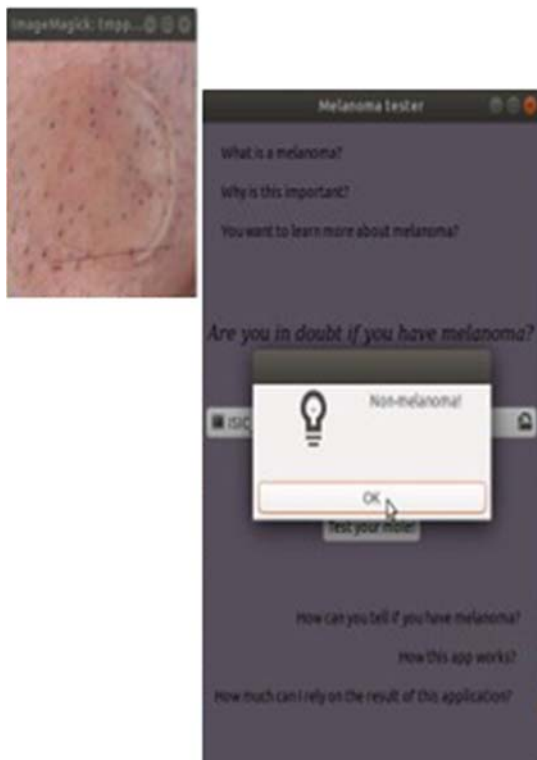 ImageMagick: tmpp...
Melanoma tester
What is a melanoma?
Why is this important?
You want to learn more about melanoma?
Are you in doubt if you have melanoma?
Non-melanoma!
ISIC
OK
Test your mole!
How can you tell if you have melanoma?
How this app works?
How much can I rely on the result of this application?